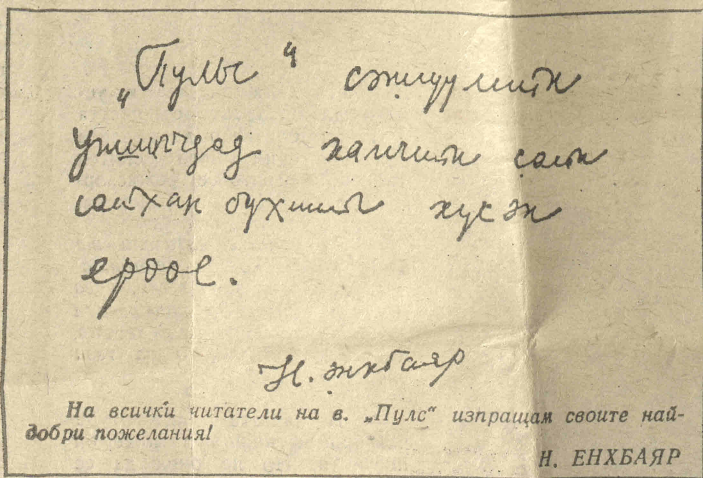 „Пульс“ сэтгүүлийн
уншигчдад хамгийн сайн
сайхан бүхнийг хүсэн
ерөөе.
Н. Энхбаяр
На всички читатели на в. „Пулс“ изпращам своите най-
добри пожелания!
Н. ЕНХБАЯР